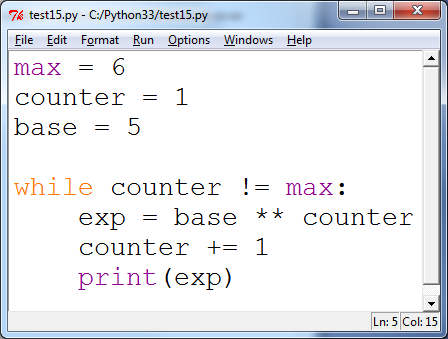 test15.py - C:/Python33/test15.py
File Edit Format Run Options Windows Help
max = 6
counter = 1
base = 5
while counter != max:
    exp = base ** counter
    counter += 1
    print(exp)
Ln: 5 Col: 15